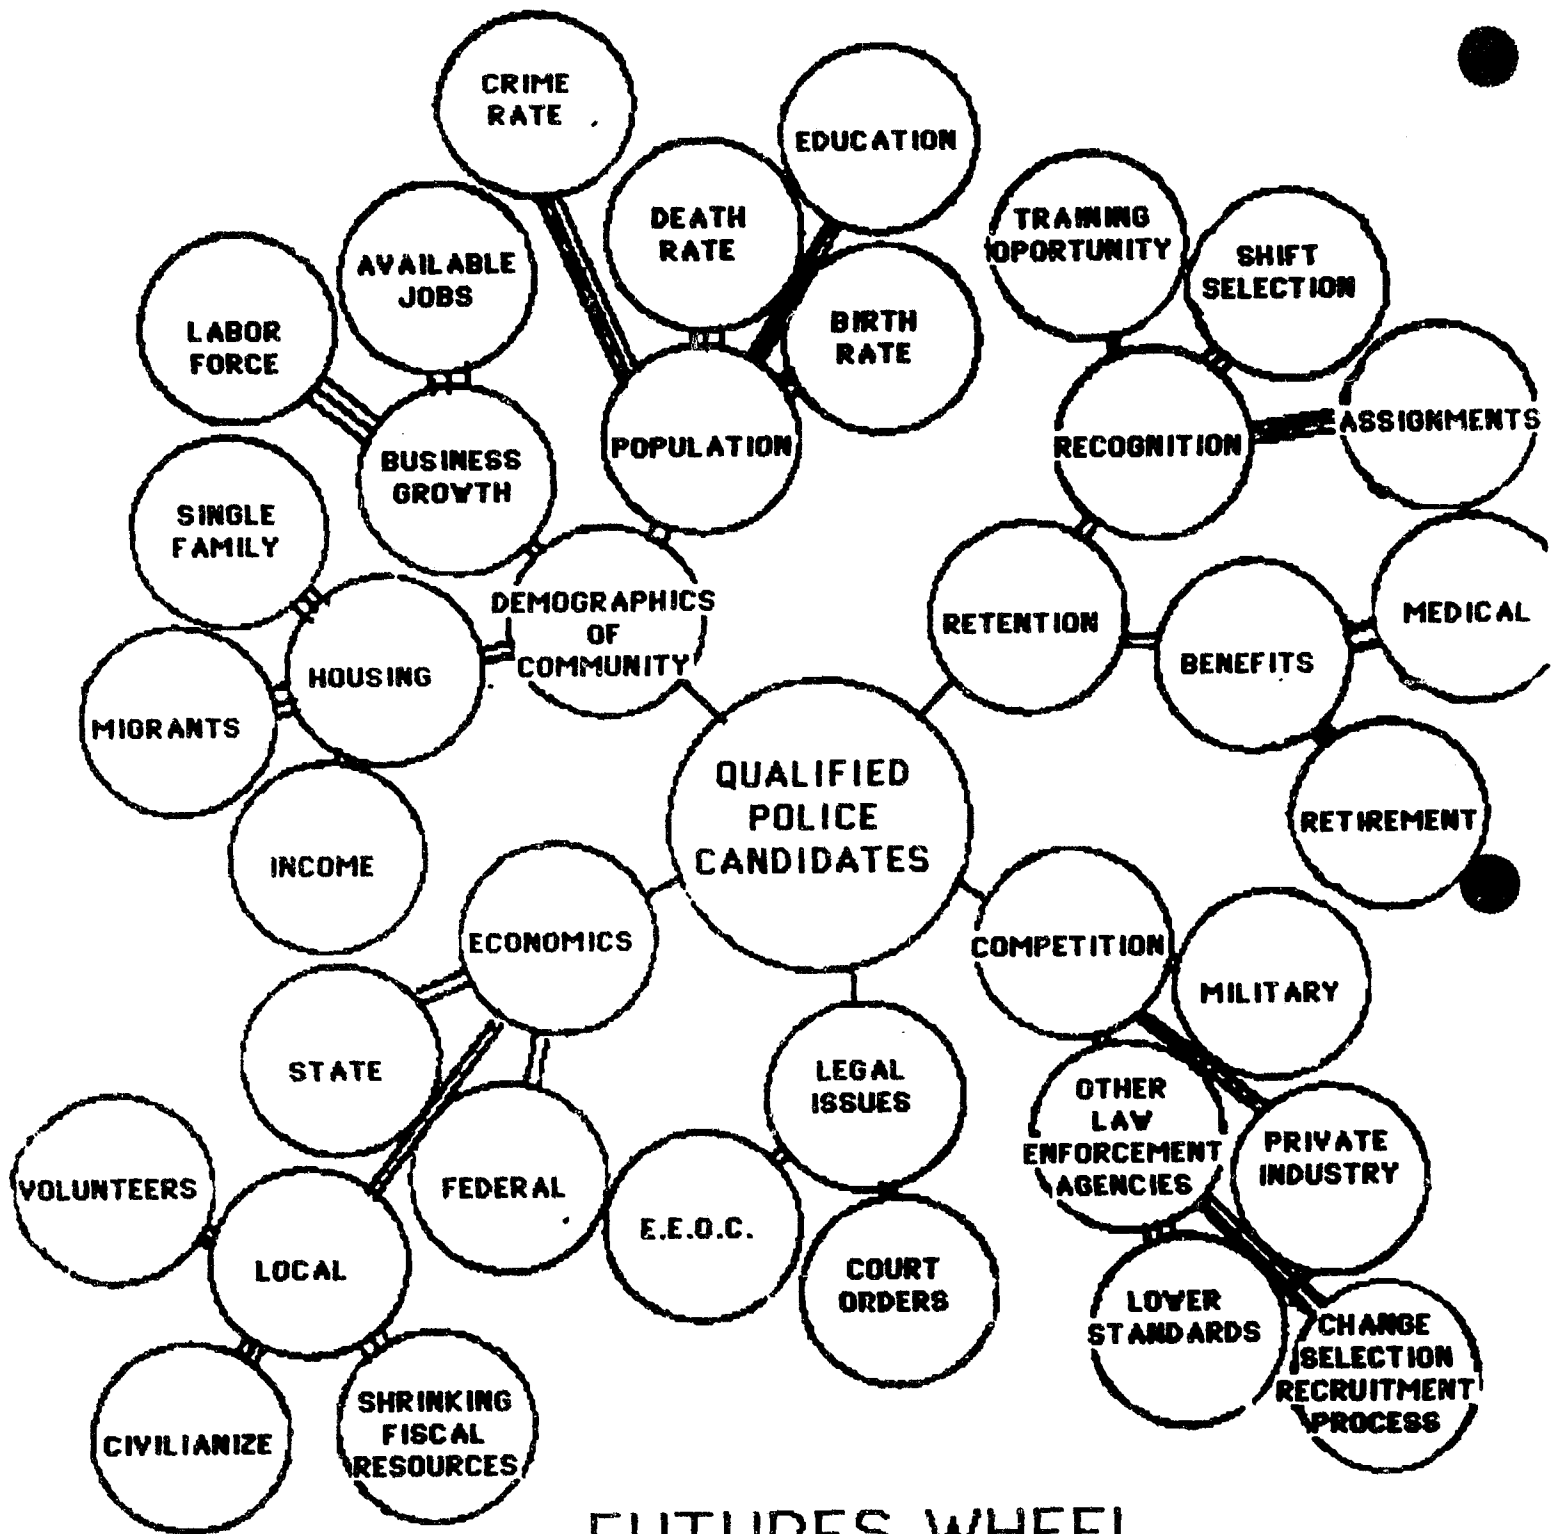 CRIME
RATE
EDUCATION
DEATH
RATE
TRAINING
OPORTUNITY
SHIFT
SELECTION
AVAILABLE
JOBS
LABOR
FORCE
BIRTH
RATE
ASSIGNMENTS
POPULATION
RECOGNITION
BUSINESS
GROWTH
SINGLE
FAMILY
DEMOGRAPHICS
OF
COMMUNITY
RETENTION
BENEFITS
MEDICAL
HOUSING
MIGRANTS
QUALIFIED
POLICE
CANDIDATES
RETIREMENT
INCOME
ECONOMICS
COMPETITION
MILITARY
STATE
LEGAL
ISSUES
OTHER
LAW
ENFORCEMENT
AGENCIES
PRIVATE
INDUSTRY
VOLUNTEERS
FEDERAL
E.E.O.C.
LOCAL
COURT
ORDERS
LOWER
STANDARDS
CHANGE
SELECTION
RECRUITMENT
PROCESS
CIVILIANIZE
SHRINKING
FISCAL
RESOURCES
FUTURES WHEEL